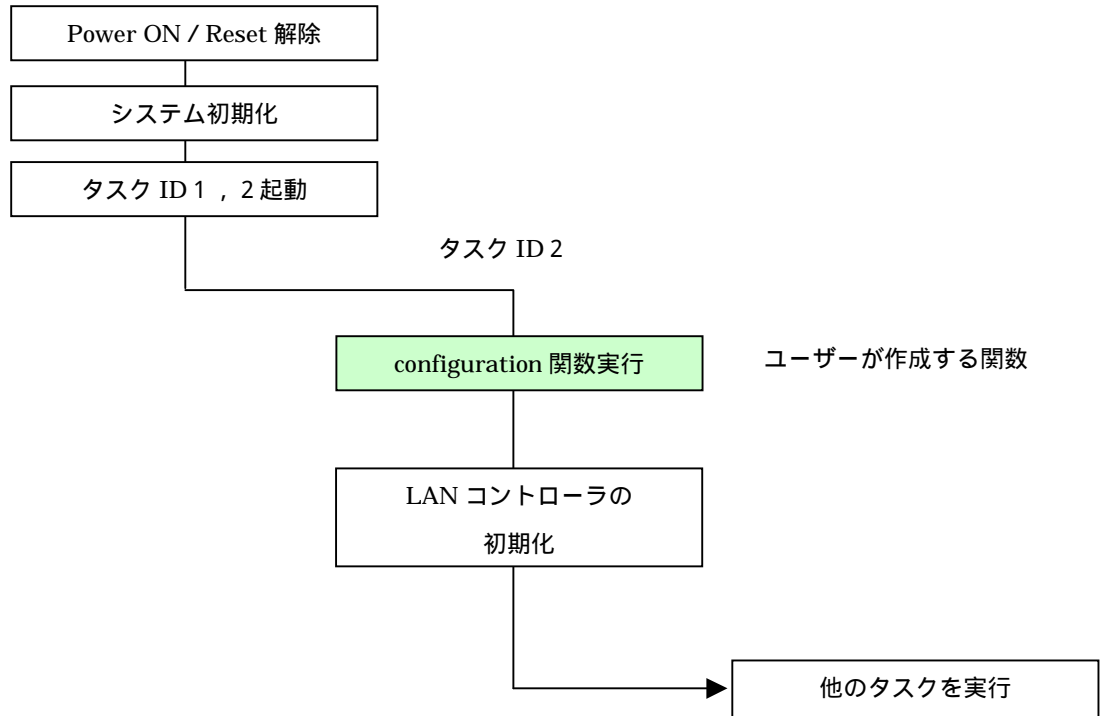 Power ON / Reset 解除
システム初期化
タスク ID 1 , 2 起動
タスク ID 2
configuration 関数実行
ユーザーが作成する関数
LAN コントローラの
初期化
他のタスクを実行